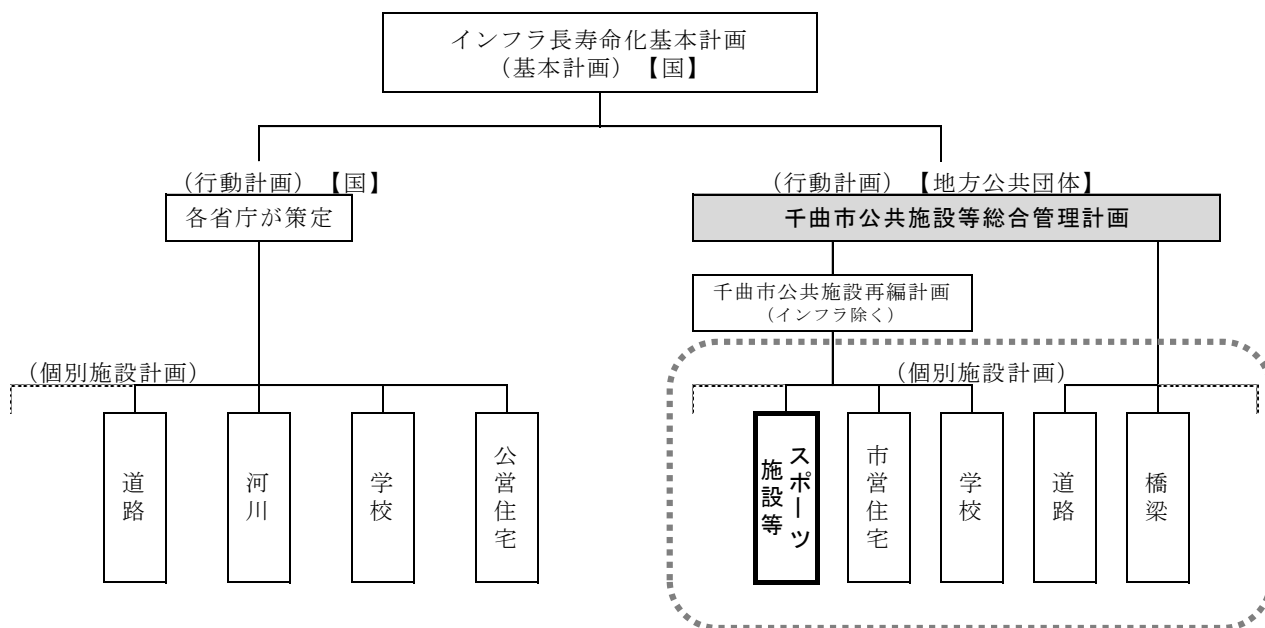 インフラ長寿命化基本計画
（基本計画）【国】
（行動計画）【国】
各省庁が策定
（行動計画）【地方公共団体】
千曲市公共施設等総合管理計画
千曲市公共施設再編計画
（インフラ除く）
（個別施設計画）
道路
河川
学校
公営住宅
（個別施設計画）
スポーツ
施設等
市営住宅
学校
道路
橋梁